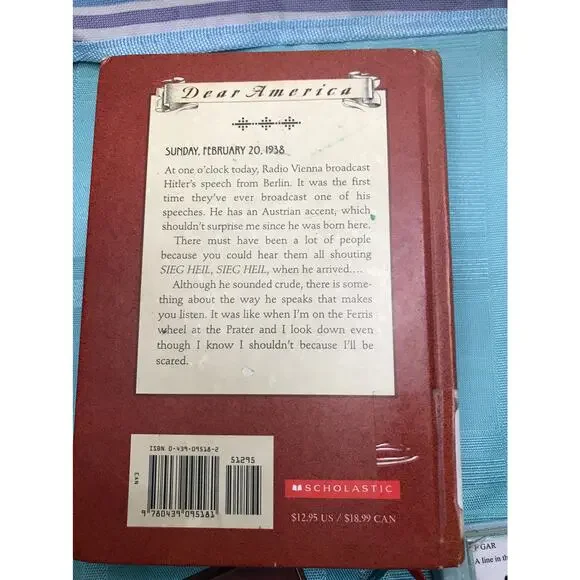 Dear America
SUNDAY, FEBRUARY 20, 1938
At one o'clock today, Radio Vienna broadcast
Hitler's speech from Berlin. It was the first
time they've ever broadcast one of his
speeches. He has an Austrian accent, which
shouldn't surprise me since he was born here.
There must have been a lot of people
because you could hear them all shouting
SIEG HEIL, SIEG HEIL, when he arrived....
Although he sounded crude, there is some-
thing about the way he speaks that makes
you listen. It was like when I'm on the Ferris
wheel at the Prater and I look down even
though I know I shouldn't because I'll be
scared.
ISBN 0-439-09518-2
51295
EAN
9 780439 095181
SCHOLASTIC
$12.95 US / $18.99 CAN
GAR
A line in th